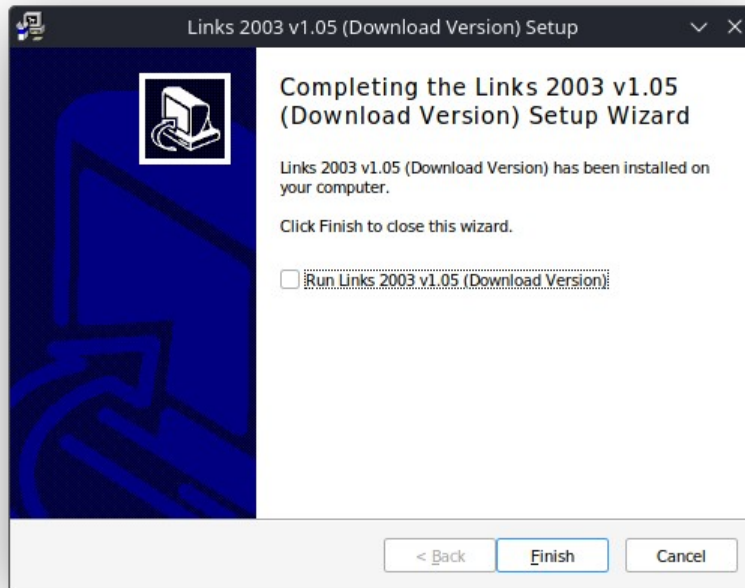 Links 2003 v1.05 (Download Version) Setup
Completing the Links 2003 v1.05
(Download Version) Setup Wizard
Links 2003 v1.05 (Download Version) has been installed on
your computer.
Click Finish to close this wizard.
Run Links 2003 v1.05 (Download Version)
< Back
Finish
Cancel